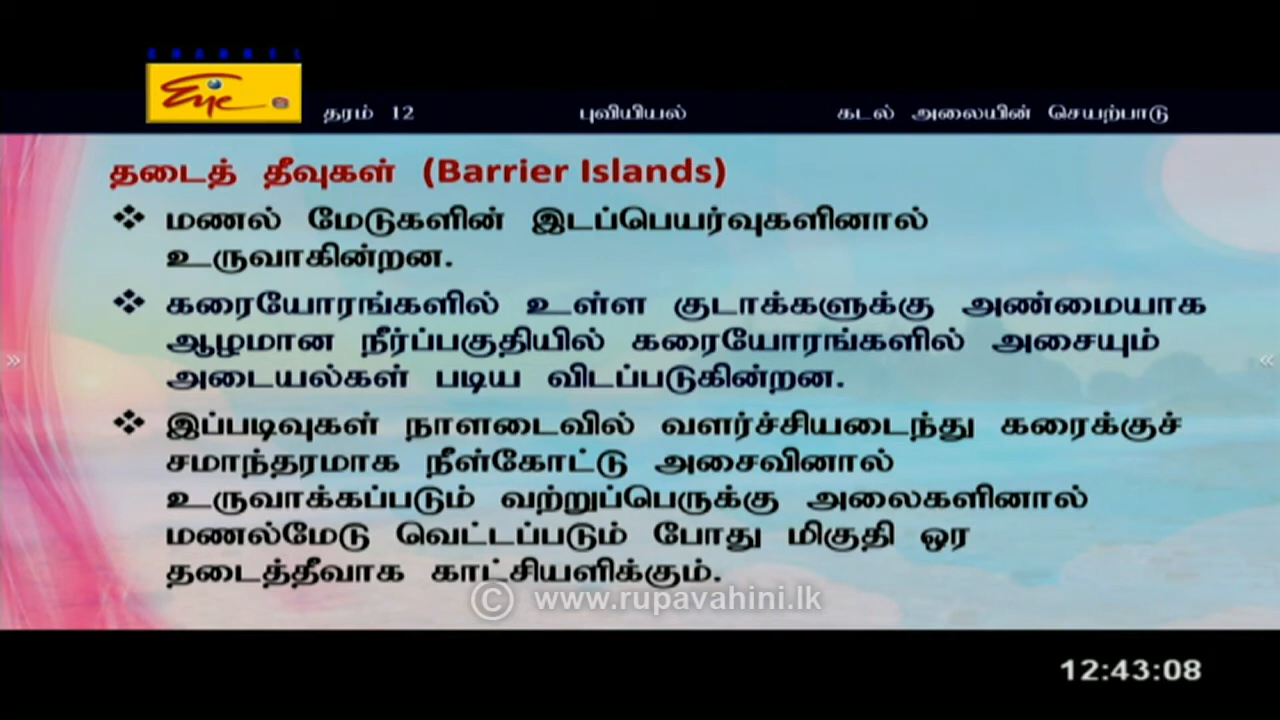 CHANNEL
Eye
தரம் 12 புவியியல் கடல் அலையின் செயற்பாடு
தடைத் தீவுகள் (Barrier Islands)
❖ மணல் மேடுகளின் இடப்பெயர்வுகளினால்
உருவாகின்றன.
❖ கரையோரங்களில் உள்ள குடாக்களுக்கு அண்மையாக
ஆழமான நீர்ப்பகுதியில் கரையோரங்களில் அசையும்
அடையல்கள் படிய விடப்படுகின்றன.
❖ இப்படிவுகள் நாளடைவில் வளர்ச்சியடைந்து கரைக்குச்
சமாந்தரமாக நீள்கோட்டு அசைவினால்
உருவாக்கப்படும் வற்றுப்பெருக்கு அலைகளினால்
மணல்மேடு வெட்டப்படும் போது மிகுதி ஒர
தடைத்தீவாக காட்சியளிக்கும்.
© www.rupavahini.lk
12:43:08